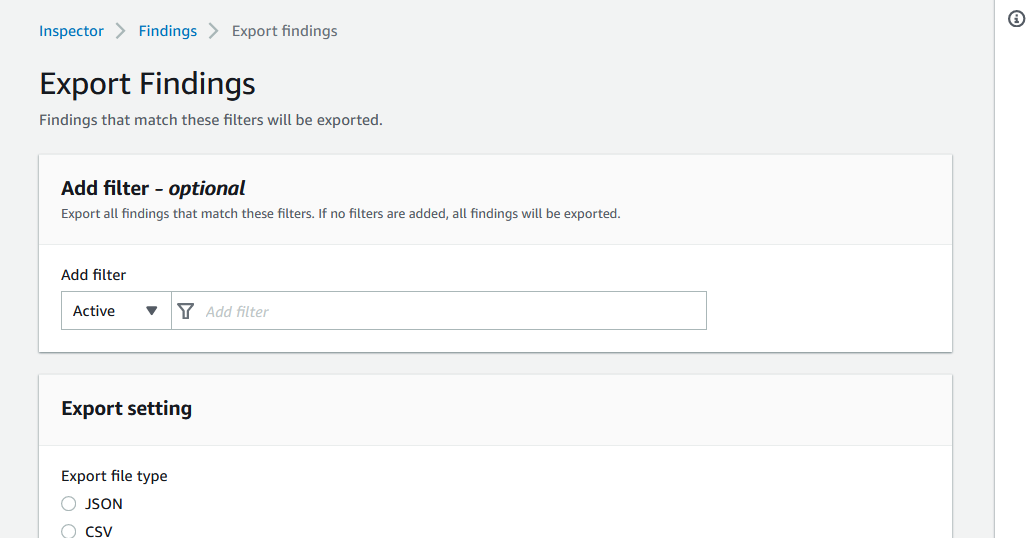 Inspector > Findings > Export findings
Export Findings
Findings that match these filters will be exported.
Add filter - optional
Export all findings that match these filters. If no filters are added, all findings will be exported.
Add filter
Active Add filter
Export setting
Export file type
JSON
CSV